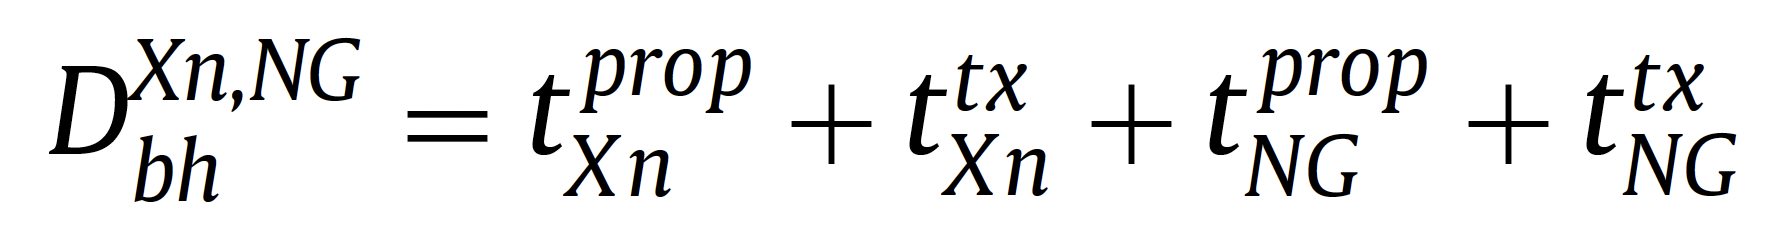 D_{bh}^{Xn,NG} = t_{Xn}^{prop} + t_{Xn}^{tx} + t_{NG}^{prop} + t_{NG}^{tx}